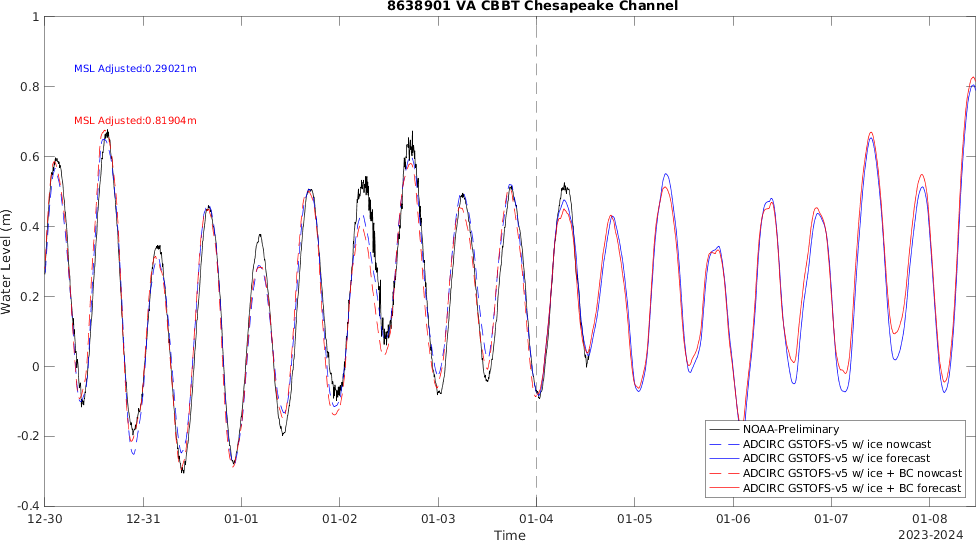 8638901 VA CBBT Chesapeake Channel
1
0.8
0.6
0.4
0.2
0
-0.2
-0.4
Water Level (m)
MSL Adjusted:0.29021m
MSL Adjusted:0.81904m
NOAA-Preliminary
ADCIRC GSTOFS-v5 w/ ice nowcast
ADCIRC GSTOFS-v5 w/ ice forecast
ADCIRC GSTOFS-v5 w/ ice + BC nowcast
ADCIRC GSTOFS-v5 w/ ice + BC forecast
12-30 12-31 01-01 01-02 01-03 01-04 01-05 01-06 01-07 01-08
Time
2023-2024